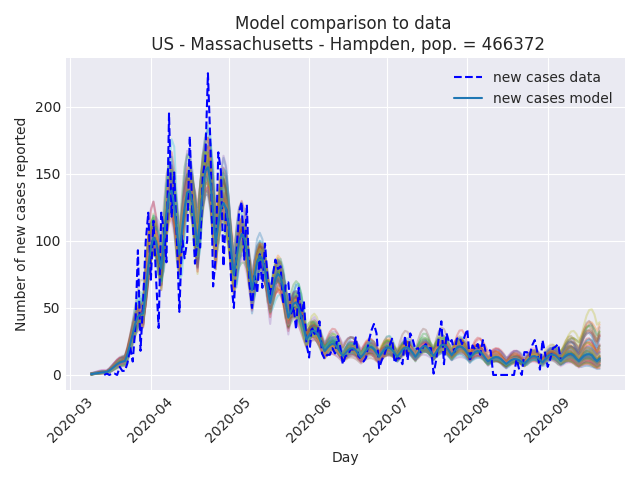 Model comparison to data
US - Massachusetts - Hampden, pop. = 466372
new cases data
new cases model
Number of new cases reported
200
150
100
50
0
2020-03
2020-04
2020-05
2020-06
2020-07
2020-08
2020-09
Day